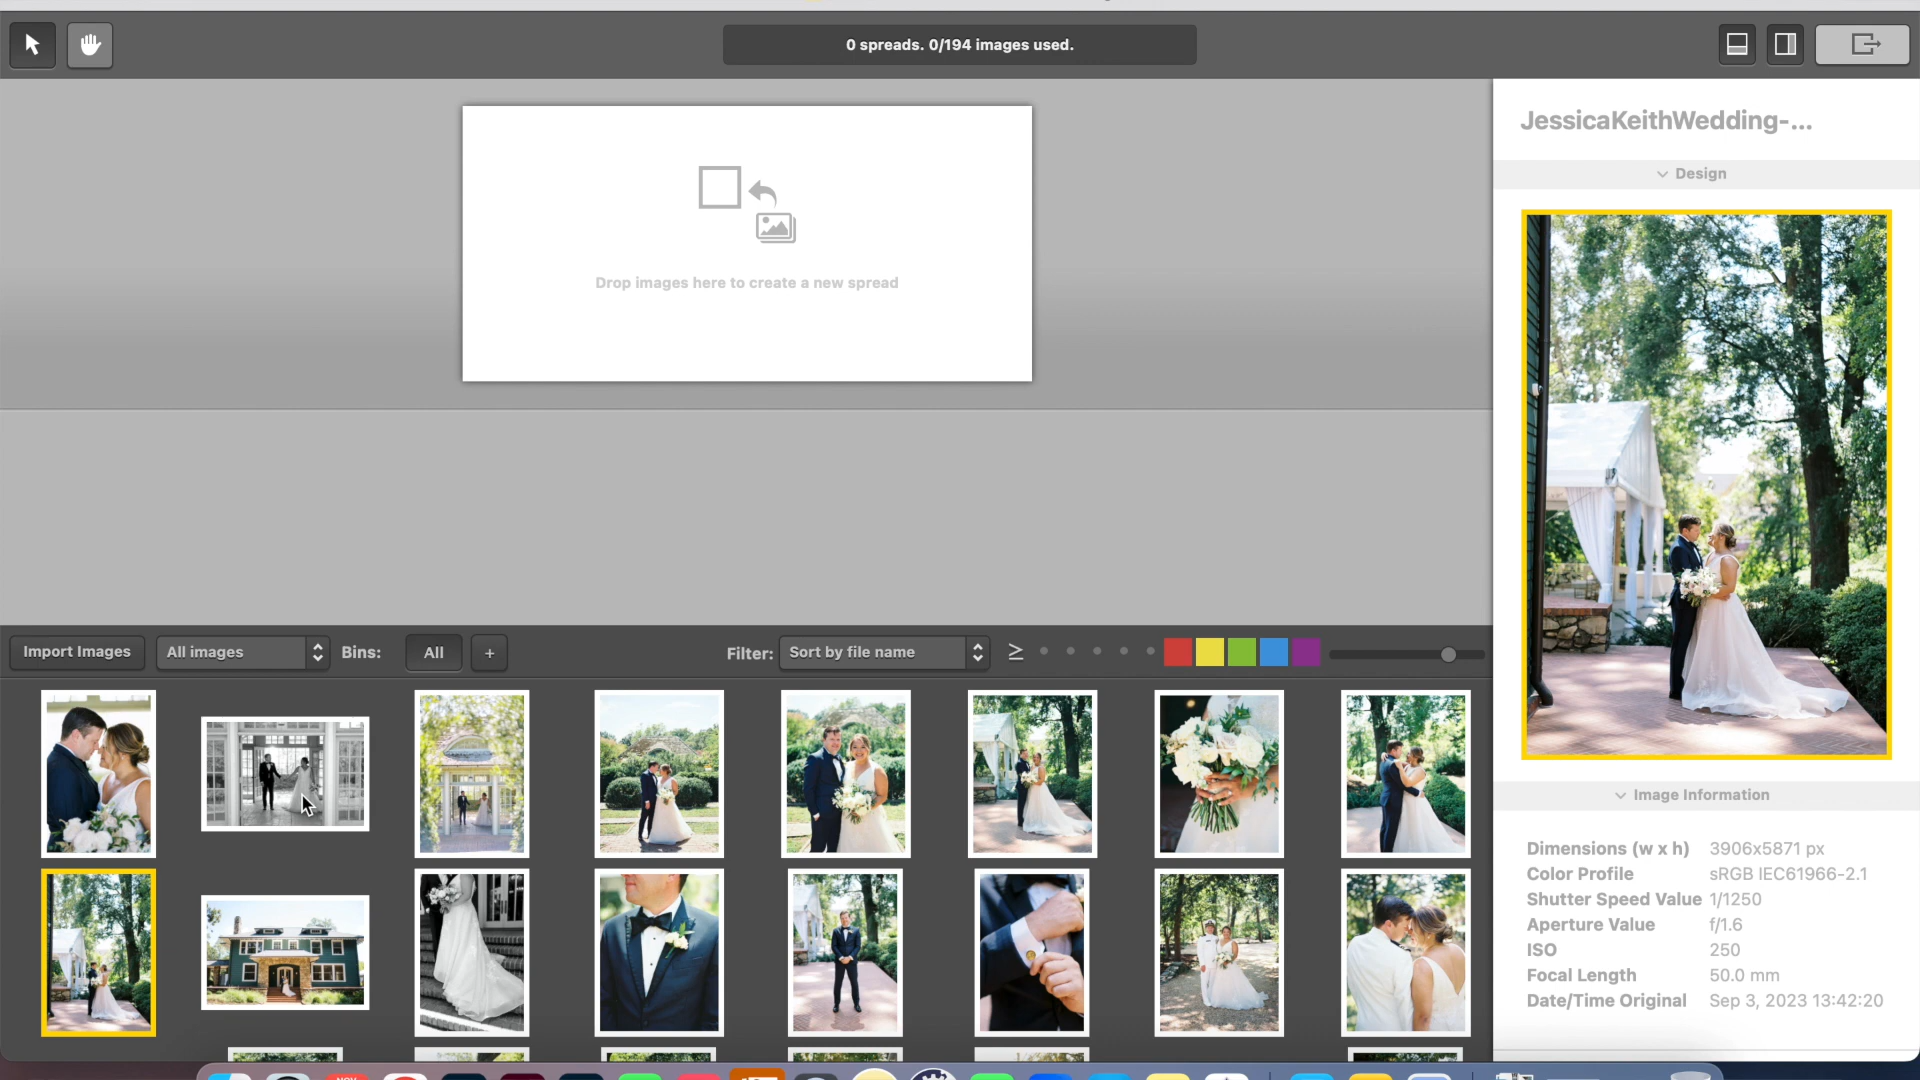 0 spreads. 0/194 images used.
JessicaKeithWedding-...
Design
Drop images here to create a new spread
Import Images
All images
Bins:
All
+
Filter:
Sort by file name
≥
Image Information
Dimensions (w x h) 3906x5871 px
Color Profile sRGB IEC61966-2.1
Shutter Speed Value 1/1250
Aperture Value f/1.6
ISO 250
Focal Length 50.0 mm
Date/Time Original Sep 3, 2023 13:42:20
NOV